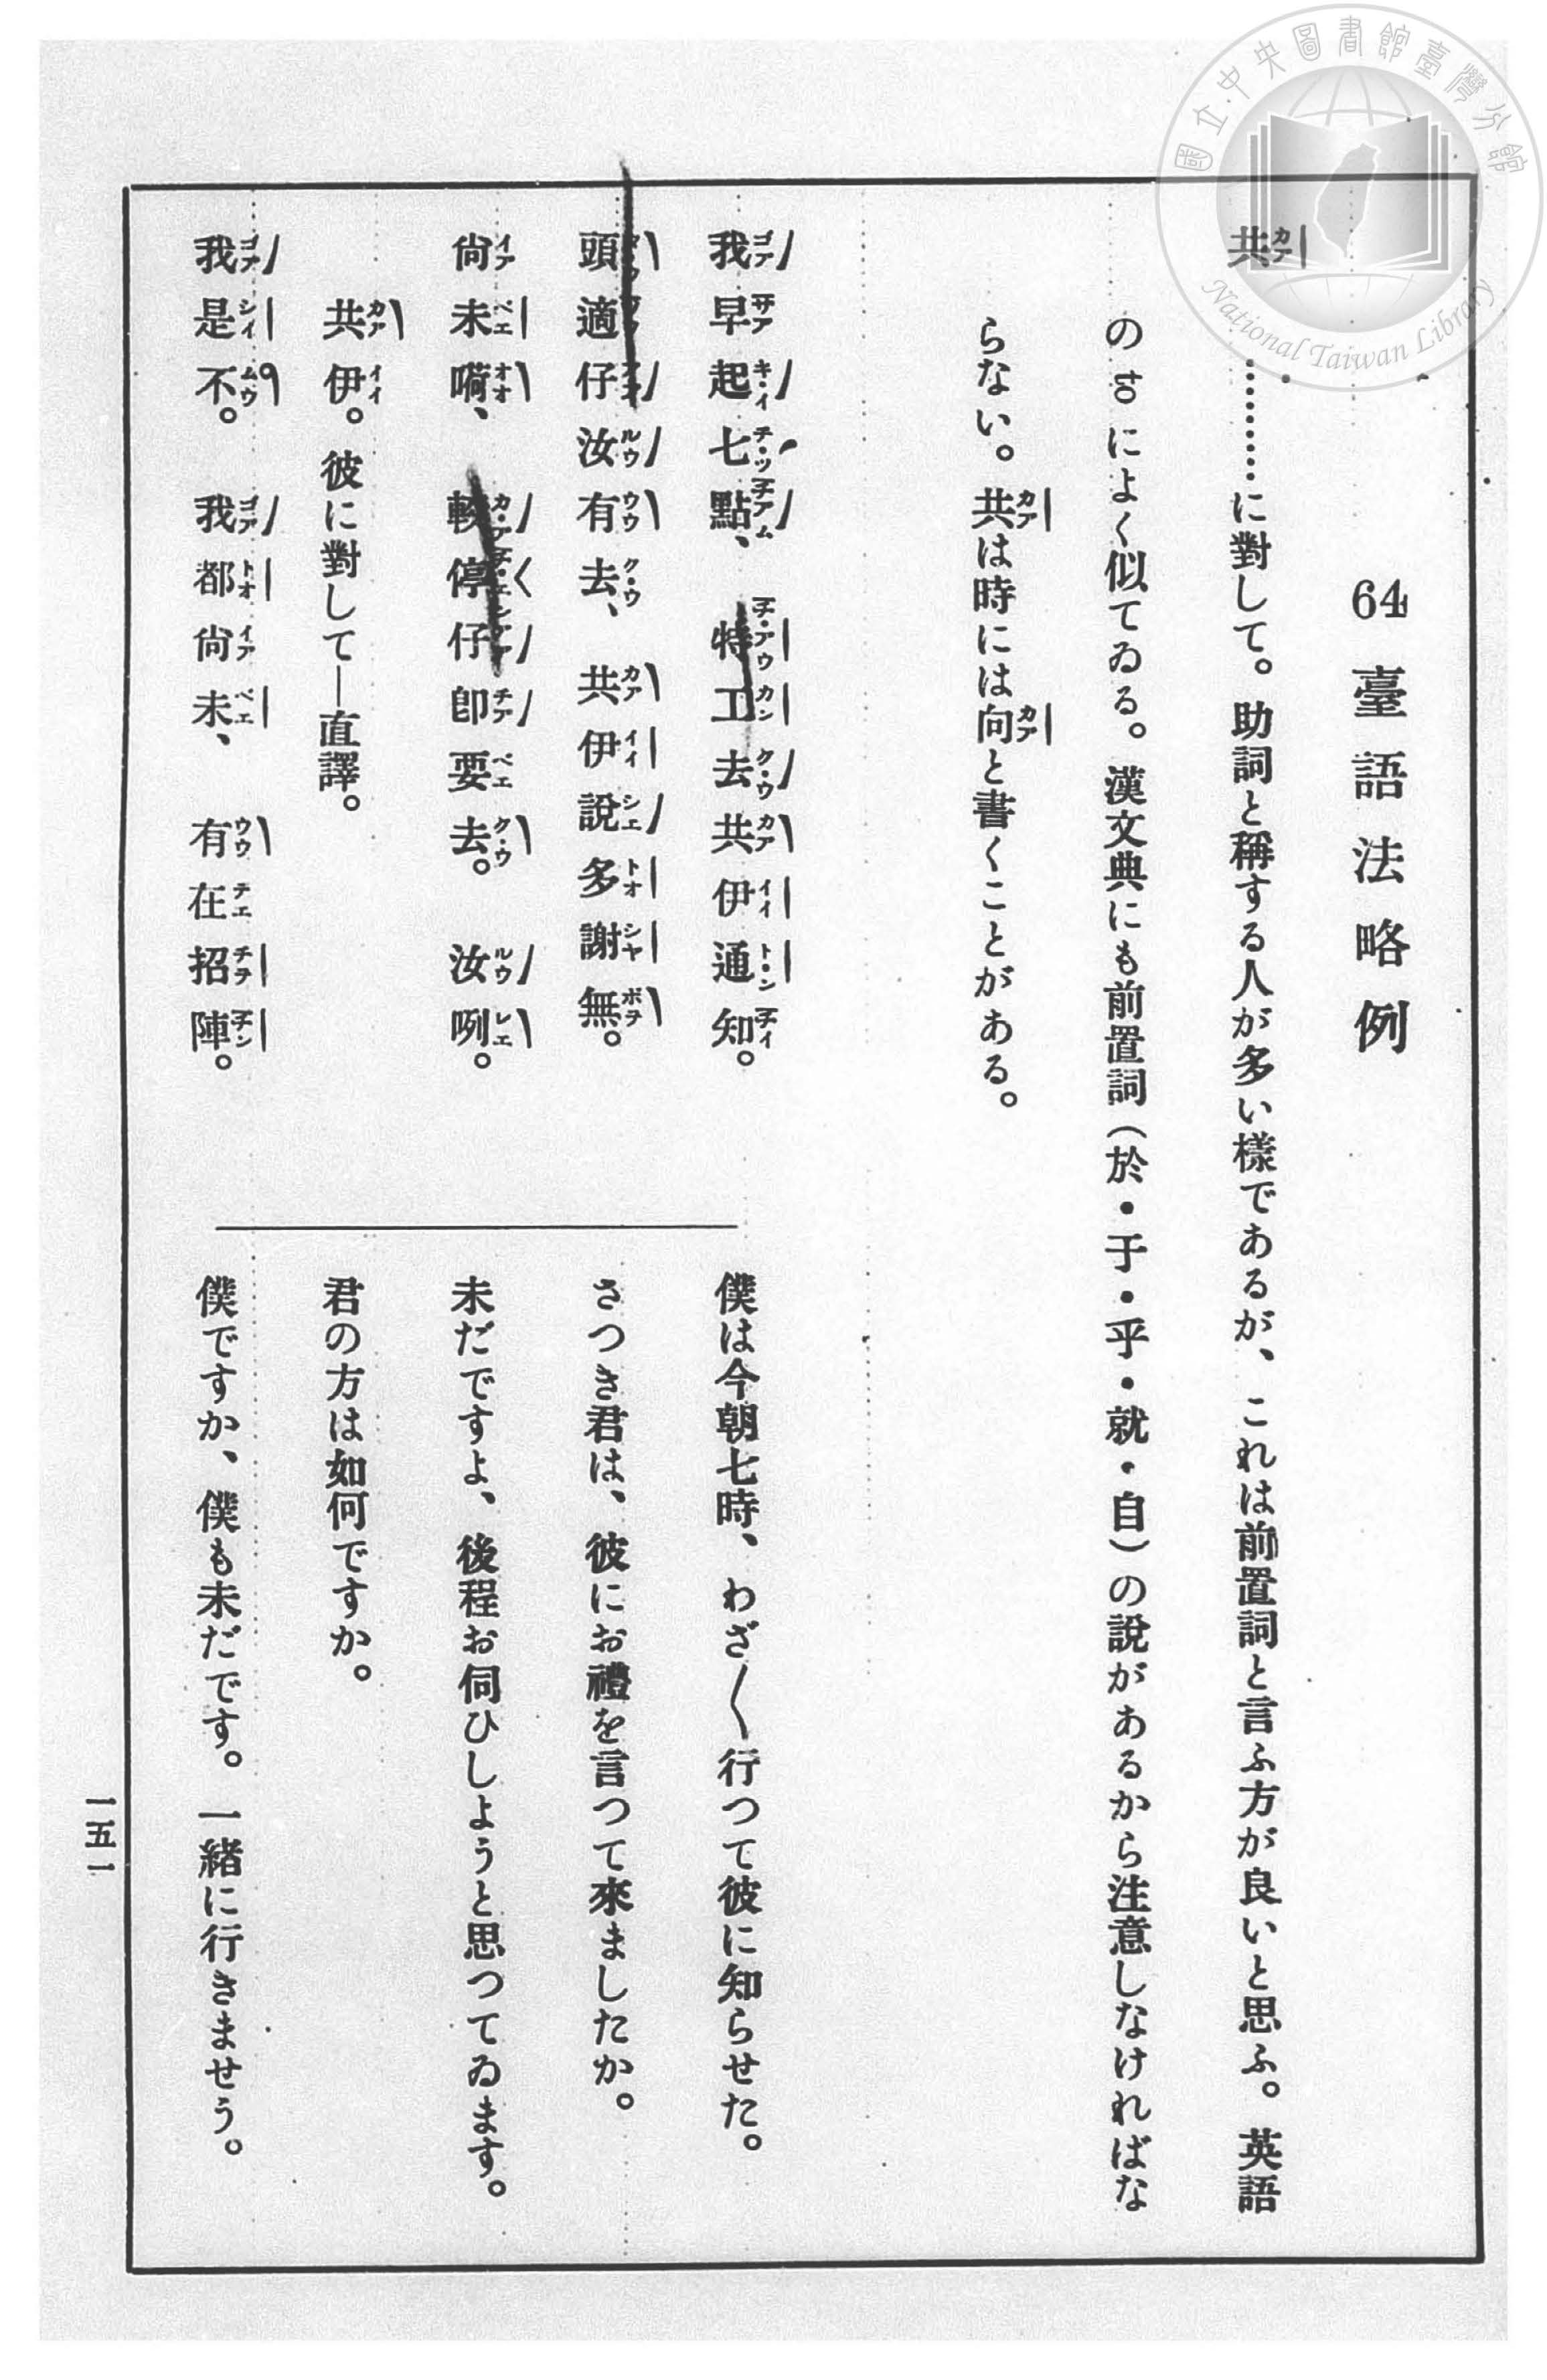 64 臺語法略例
共カア………に對して。助詞と稱する人が多い樣であるが、これは前置詞と言ふ方が良いと思ふ。英語
の to によく似てゐる。漢文典にも前置詞（於・于・乎・就・自）の說があるから注意しなければな
らない。共カアは時には向カアと書くことがある。
我早起七點、特工去共伊通知。
僕は今朝七時、わざ〱行つて彼に知らせた。
頭適仔汝有去、共伊說多謝無。
さつき君は、彼にお禮を言つて來ましたか。
尙未嗬、較停仔卽要去。汝咧。
未だですよ、後程お伺ひしようと思つてゐます。
共カア伊イイ。彼に對して―直譯。
君の方は如何ですか。
我是不。我都尙未、有在招陣。
僕ですか、僕も未だです。一緒に行きませう。
一五一
國立中央圖書館臺灣分館
National Taiwan Library